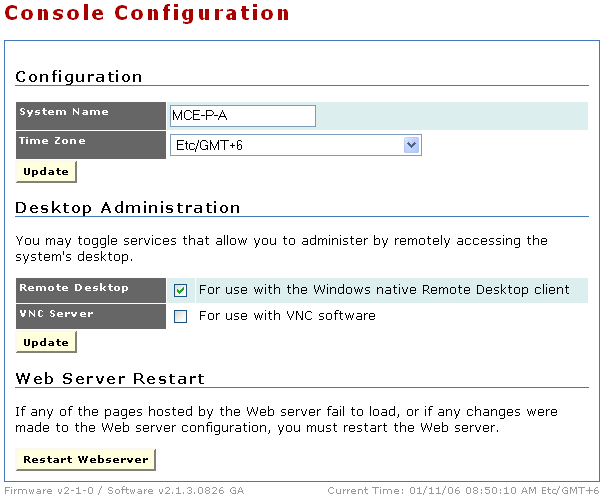 Console Configuration
Configuration
System Name MCE-P-A
Time Zone Etc/GMT+6
Update
Desktop Administration
You may toggle services that allow you to administer by remotely accessing the
system's desktop.
Remote Desktop For use with the Windows native Remote Desktop client
VNC Server For use with VNC software
Update
Web Server Restart
If any of the pages hosted by the Web server fail to load, or if any changes were
made to the Web server configuration, you must restart the Web server.
Restart Webserver
Firmware v2-1-0 / Software v2.1.3.0826 GA Current Time: 01/11/06 08:50:10 AM Etc/GMT+6